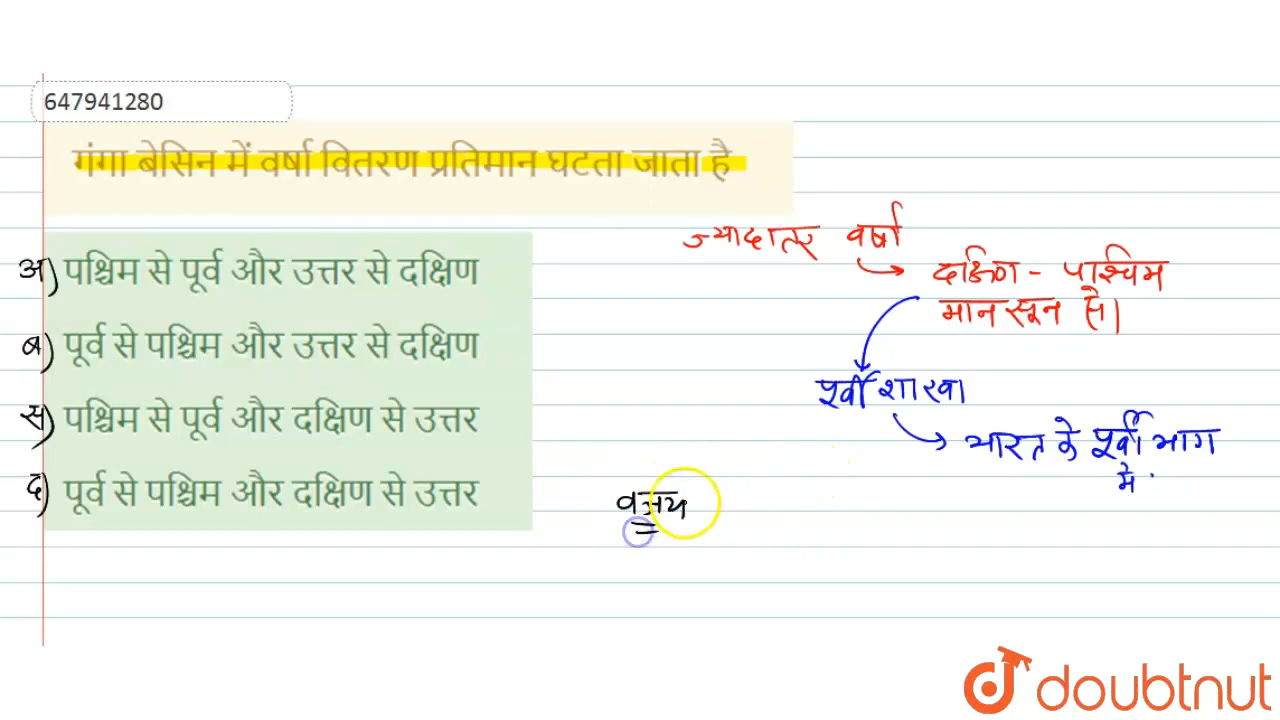 647941280
गंगा बेसिन में वर्षा वितरण प्रतिमान घटता जाता है
अ) पश्चिम से पूर्व और उत्तर से दक्षिण
ब) पूर्व से पश्चिम और उत्तर से दक्षिण
स) पश्चिम से पूर्व और दक्षिण से उत्तर
द) पूर्व से पश्चिम और दक्षिण से उत्तर
ज्यादातर वर्षा
दक्षिण - पश्चिम
मानसून से।
पूर्वी शाखा
भारत के पूर्वी भाग
में
doubtnut